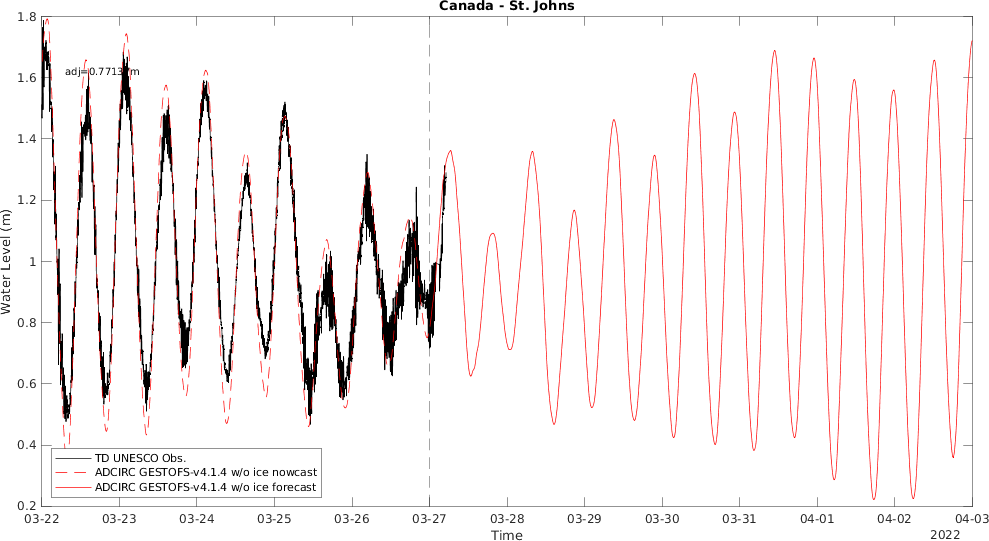 Canada - St. Johns
1.8
1.6
1.4
1.2
1
0.8
0.6
0.4
0.2
Water Level (m)
TD UNESCO Obs.
ADCIRC GESTOFS-v4.1.4 w/o ice nowcast
ADCIRC GESTOFS-v4.1.4 w/o ice forecast
03-22 03-23 03-24 03-25 03-26 03-27 03-28 03-29 03-30 03-31 04-01 04-02 04-03
Time
2022